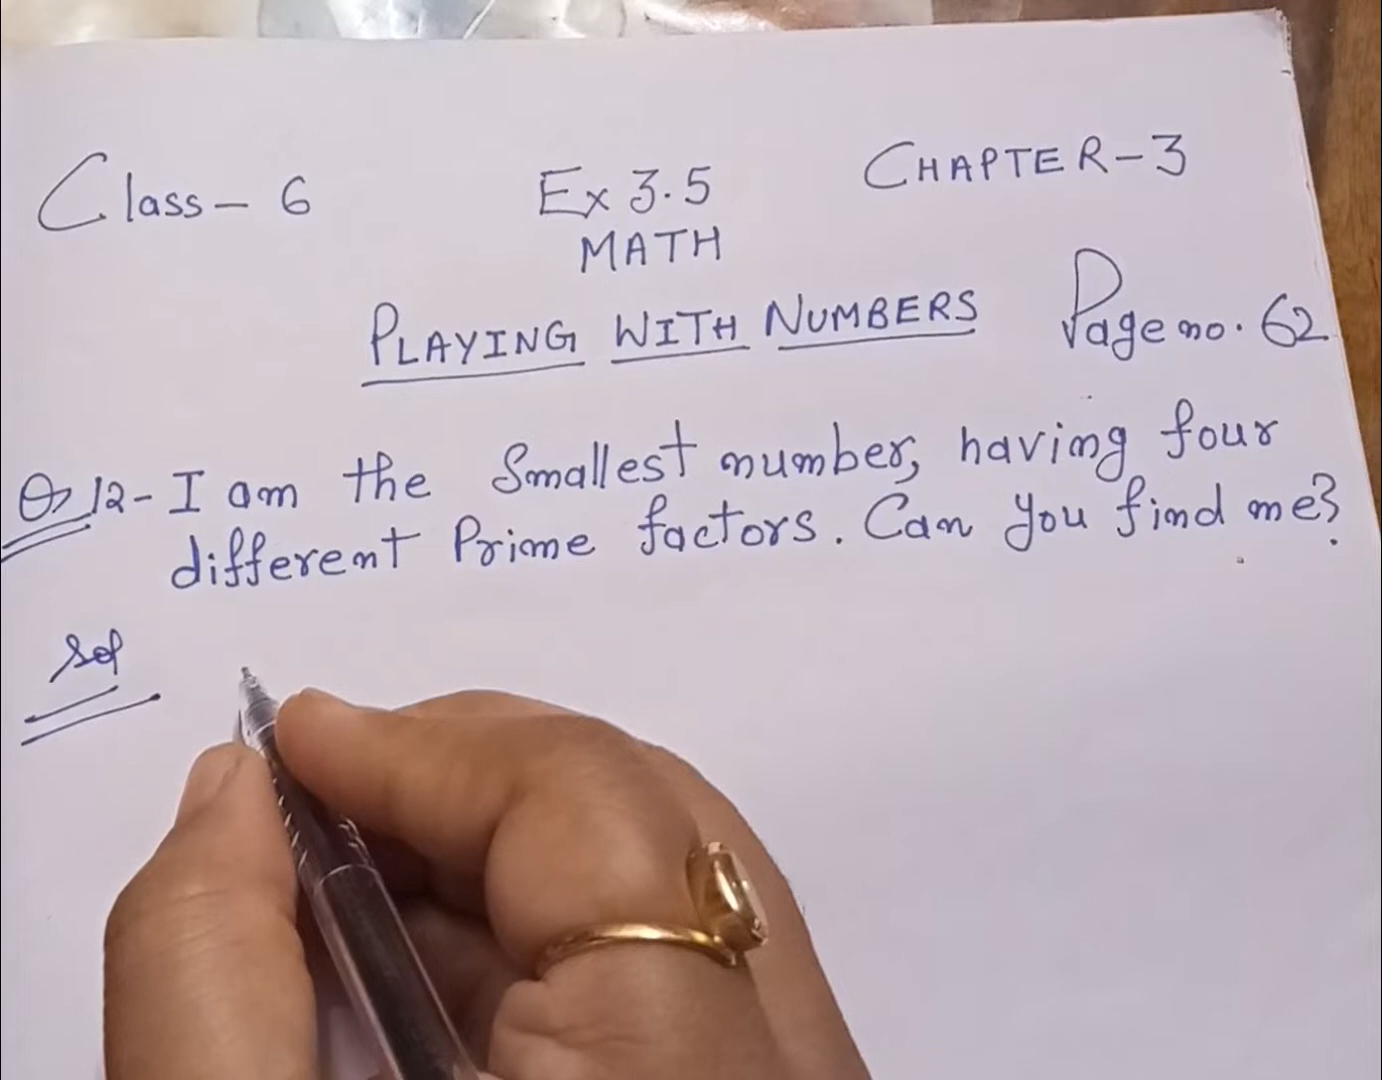 Class - 6 Ex 3.5 CHAPTER - 3
MATH
PLAYING WITH NUMBERS Page no. 62
Q 12 - I am the Smallest number, having four
different Prime factors. Can you find me?
Sol